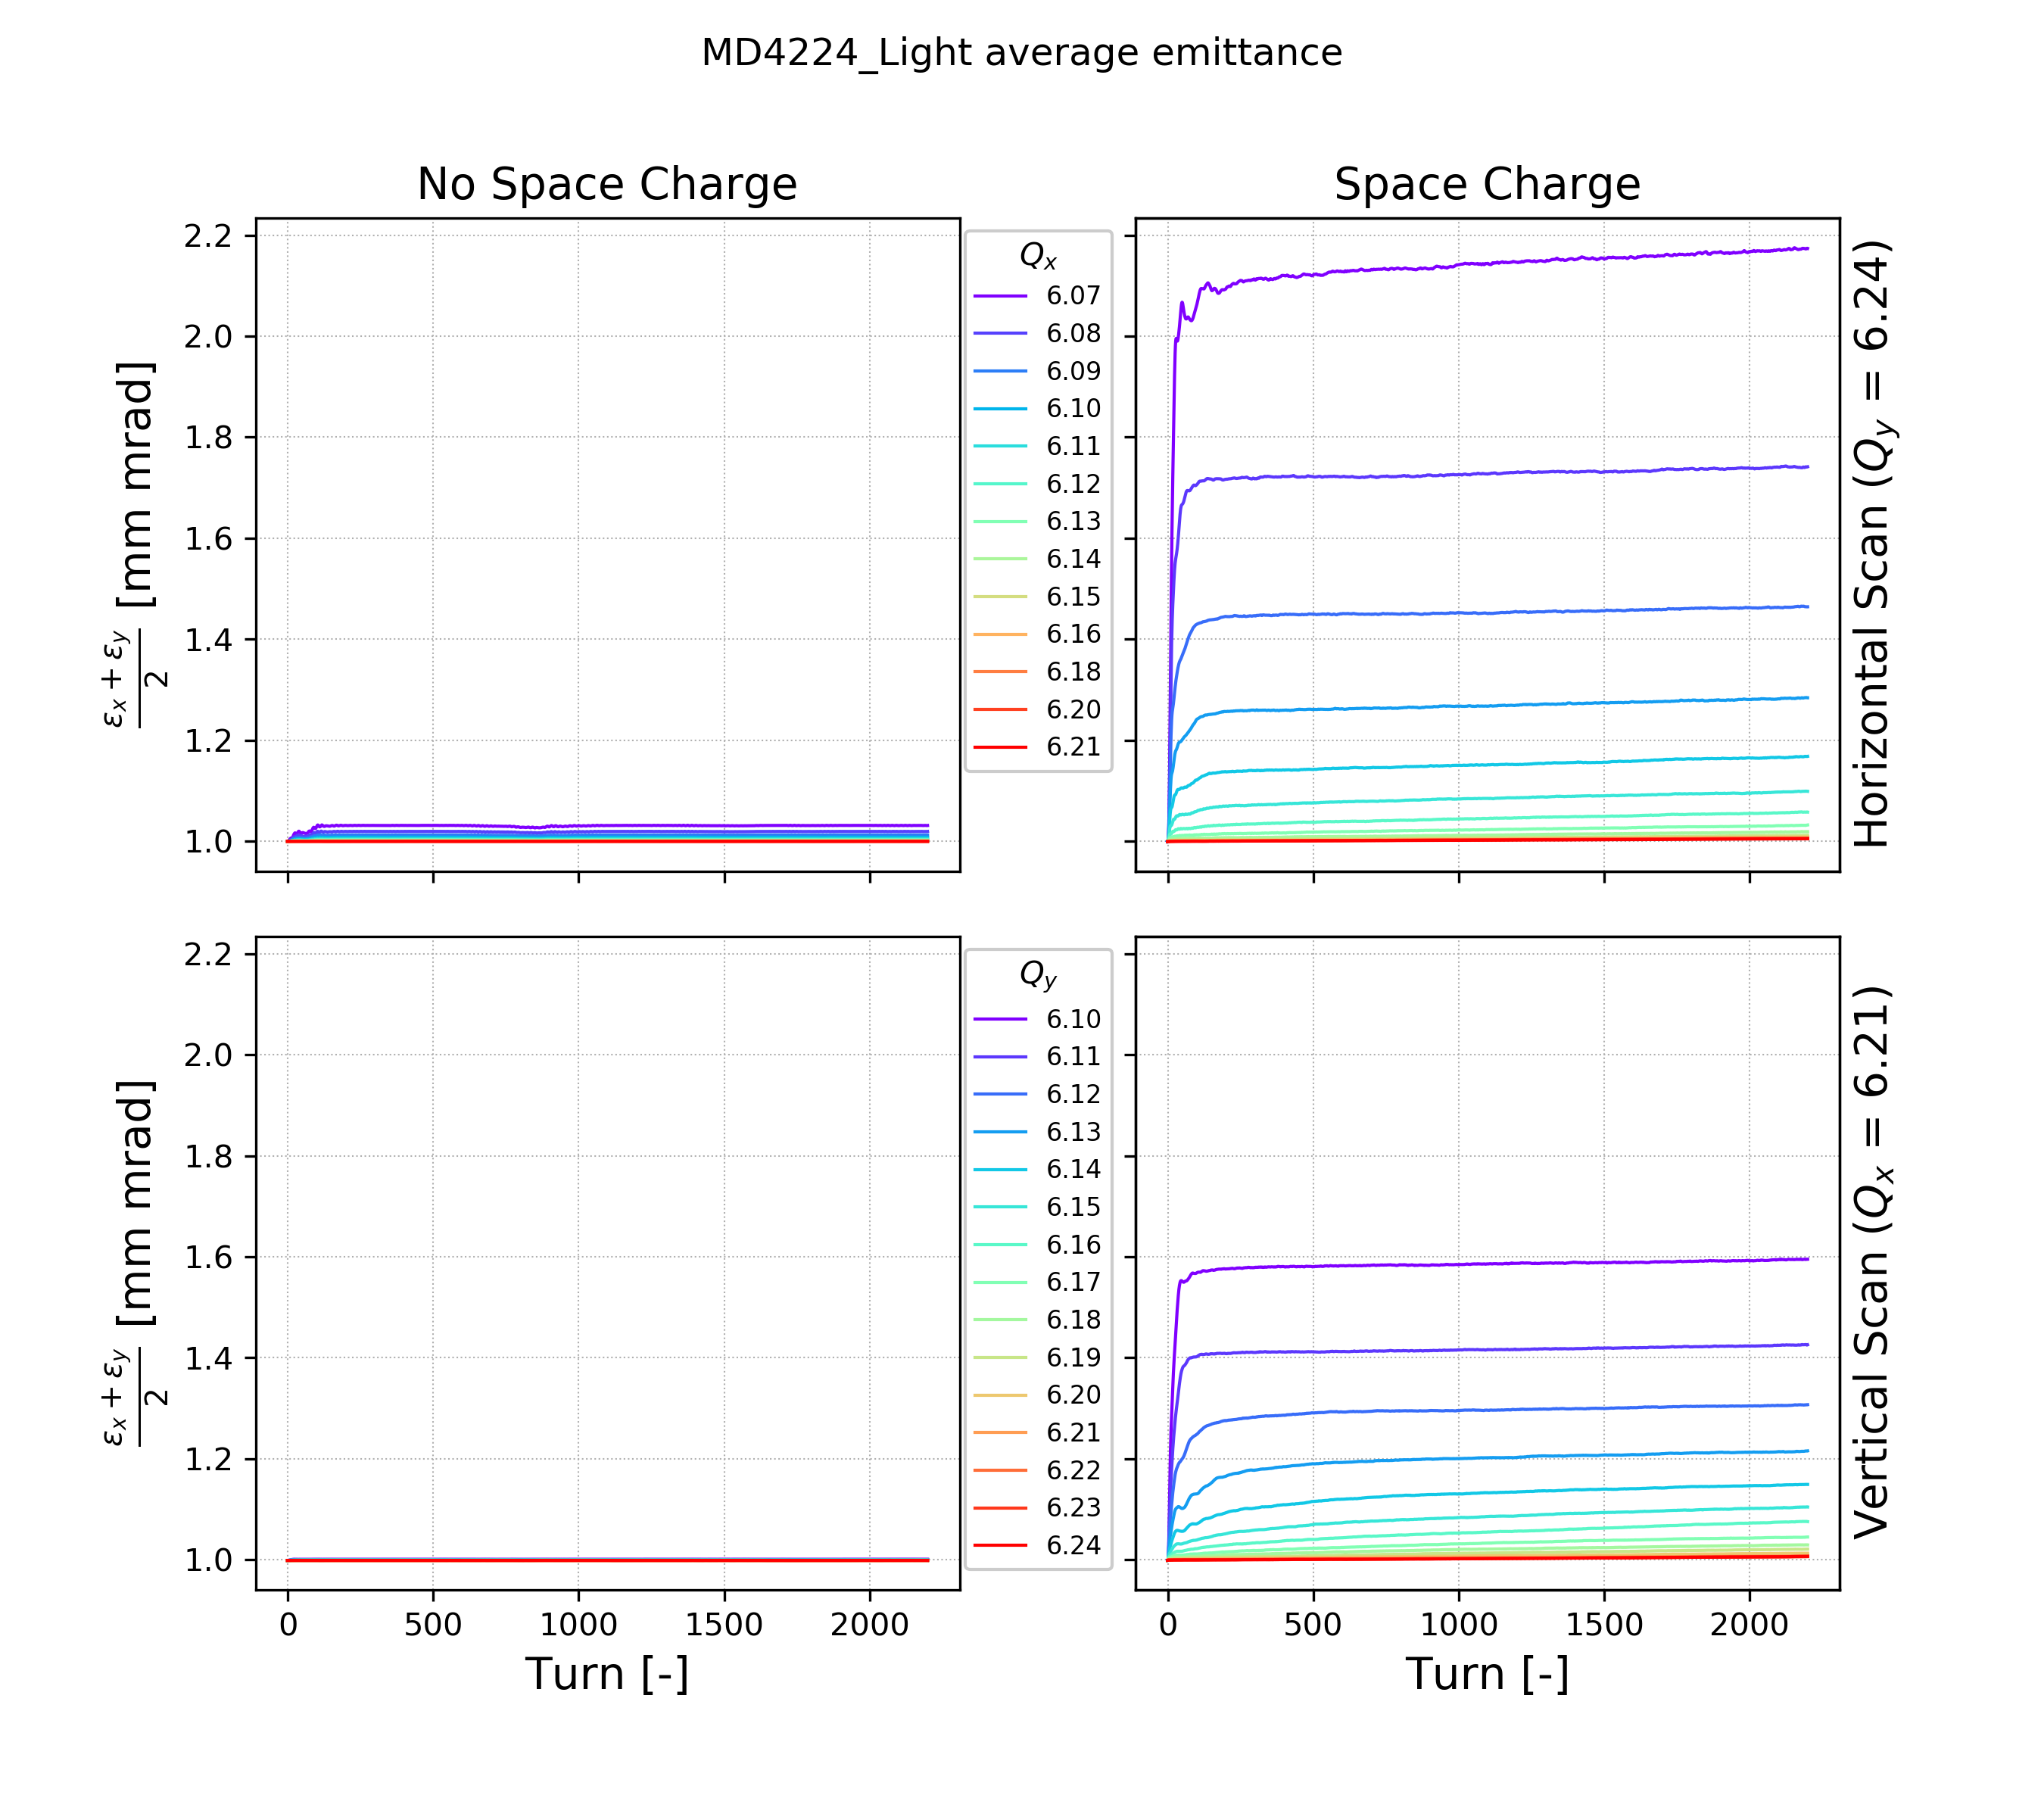 MD4224_Light average emittance
No Space Charge
Space Charge
2.2
2.0
1.8
1.6
1.4
1.2
1.0
εx + εy
2
[mm mrad]
Qx
6.07
6.08
6.09
6.10
6.11
6.12
6.13
6.14
6.15
6.16
6.18
6.20
6.21
Horizontal Scan (Qy = 6.24)
2.2
2.0
1.8
1.6
1.4
1.2
1.0
εx + εy
2
[mm mrad]
Qy
6.10
6.11
6.12
6.13
6.14
6.15
6.16
6.17
6.18
6.19
6.20
6.21
6.22
6.23
6.24
Vertical Scan (Qx = 6.21)
0 500 1000 1500 2000
0 500 1000 1500 2000
Turn [-]
Turn [-]